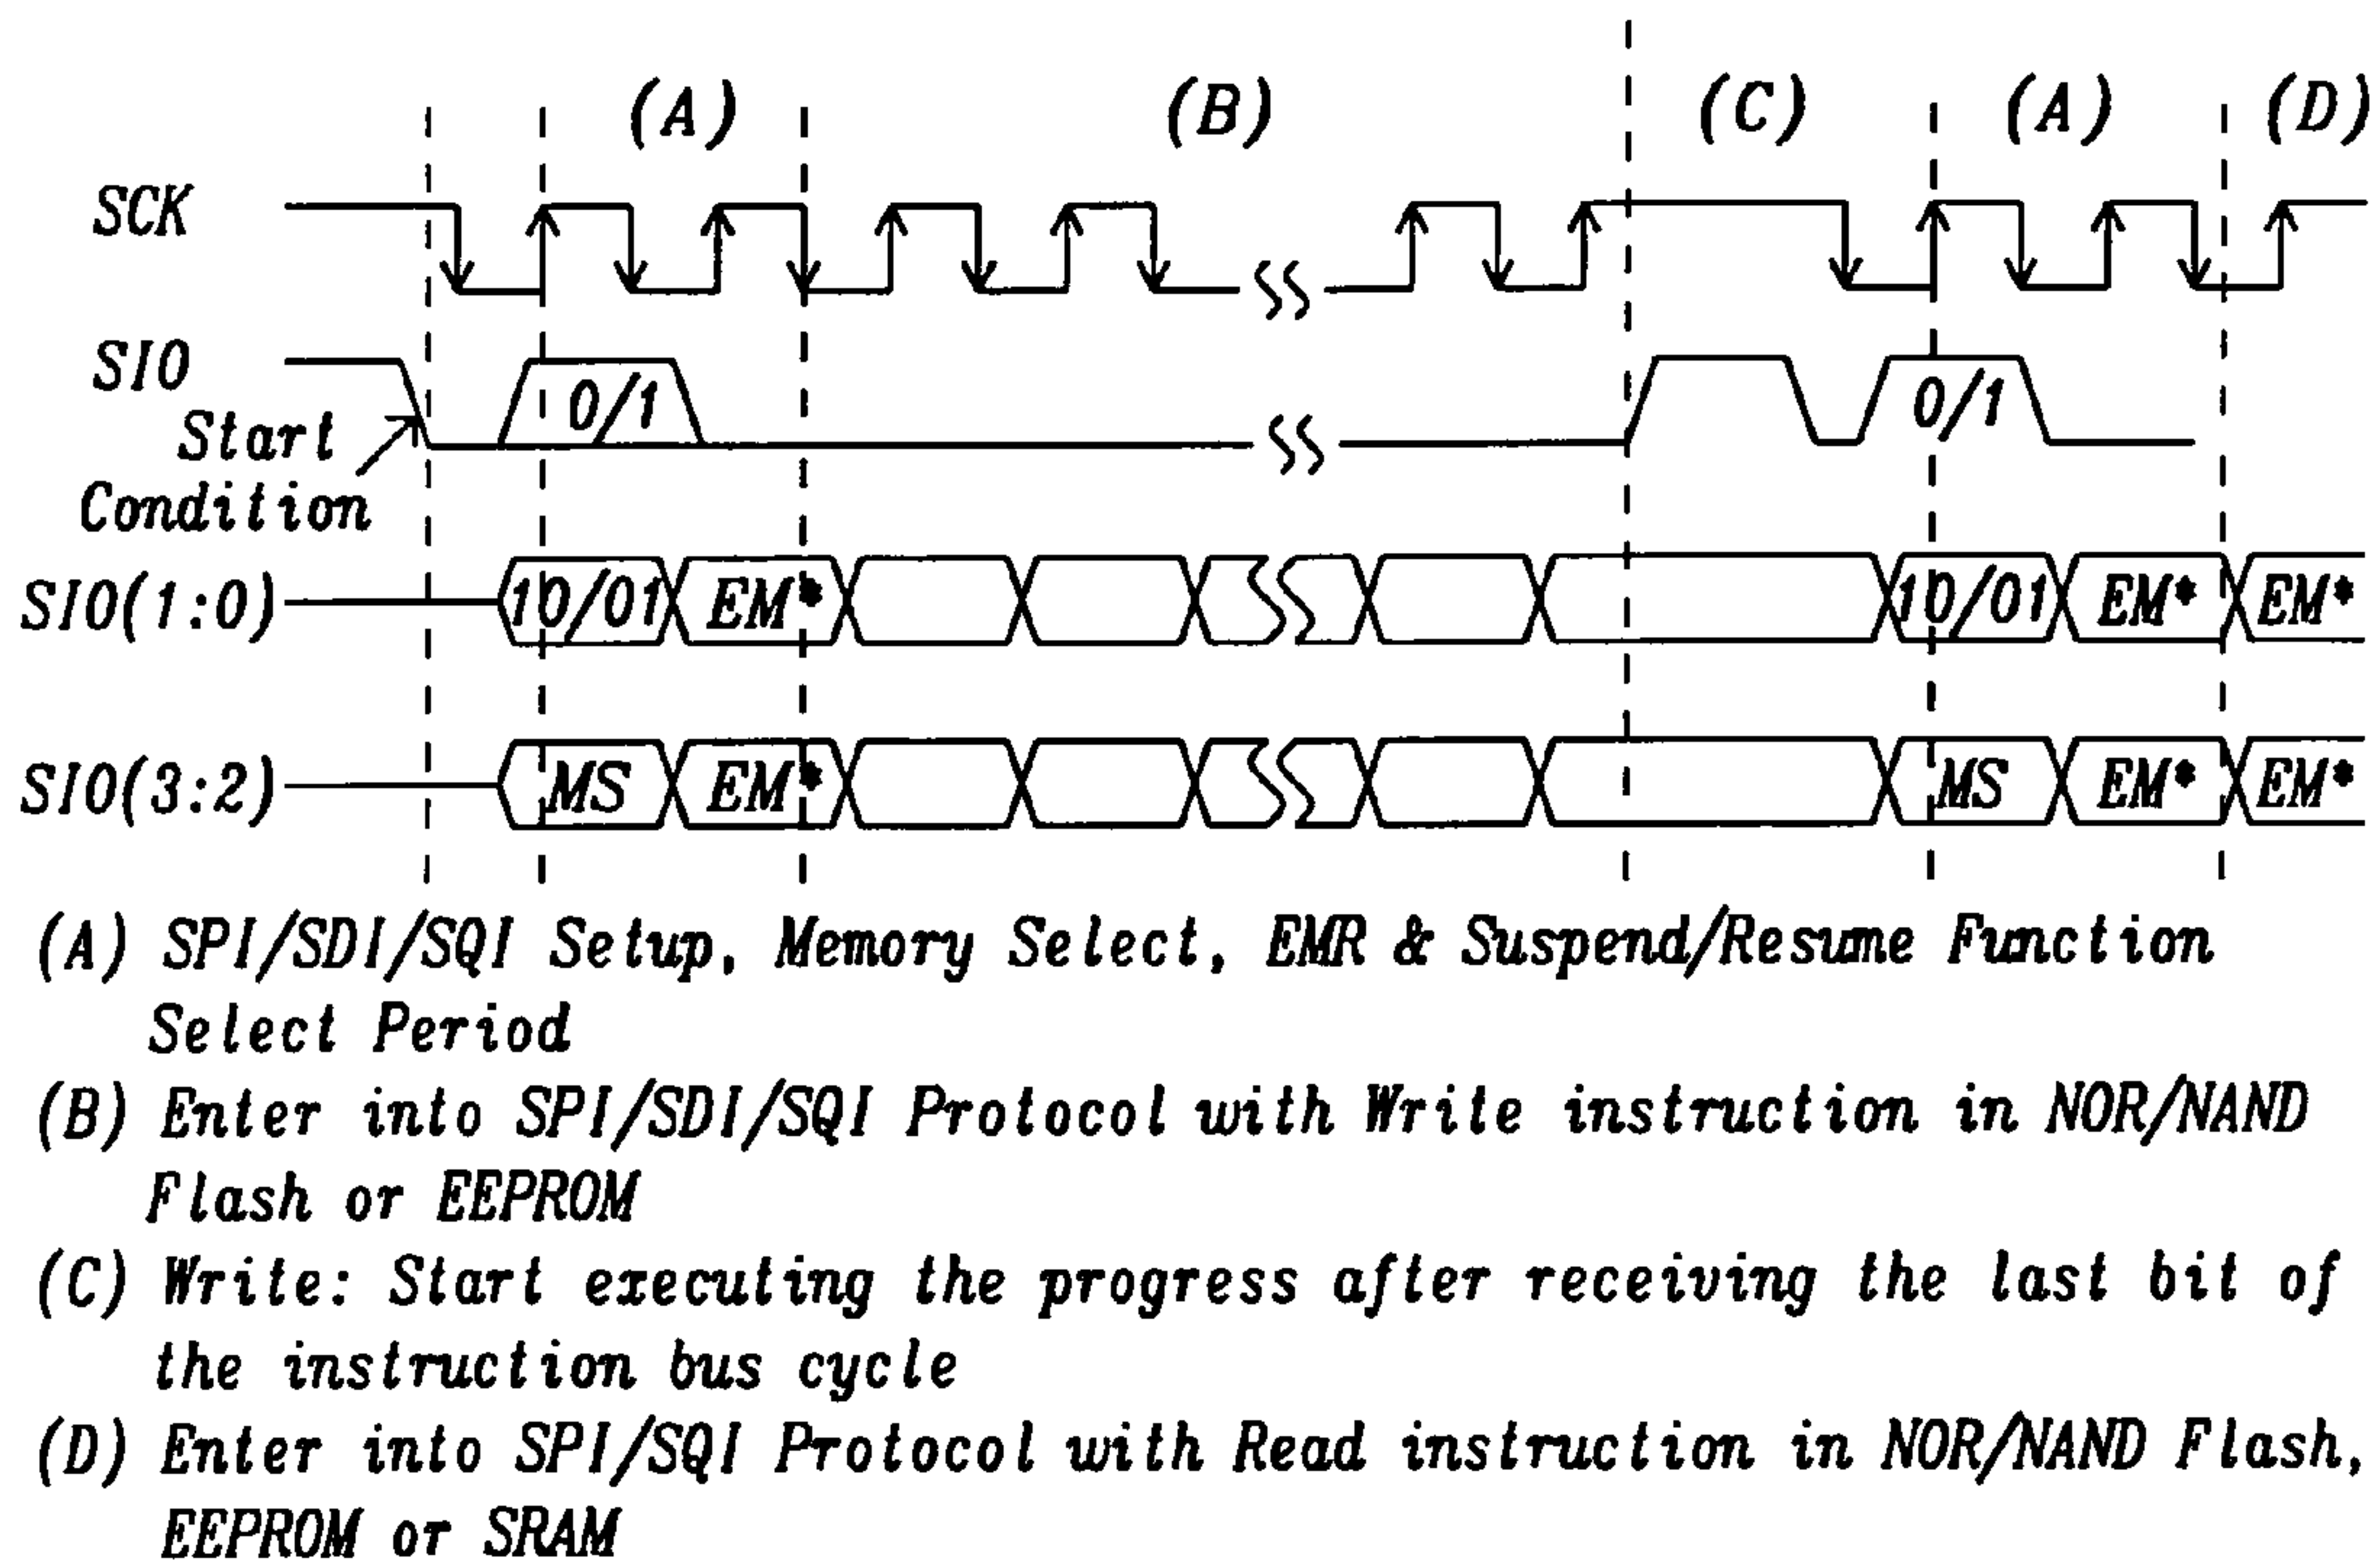 (A) (B) (C) (A) (D)
SCK
SIO 0/1 0/1
Start
Condition
SIO(1:0) 10/01 EM* 10/01 EM* EM*
SIO(3:2) MS EM* MS EM* EM*
(A) SPI/SDI/SQI Setup, Memory Select, EMR & Suspend/Resume Function
Select Period
(B) Enter into SPI/SDI/SQI Protocol with Write instruction in NOR/NAND
Flash or EEPROM
(C) Write: Start executing the progress after receiving the last bit of
the instruction bus cycle
(D) Enter into SPI/SQI Protocol with Read instruction in NOR/NAND Flash,
EEPROM or SRAM